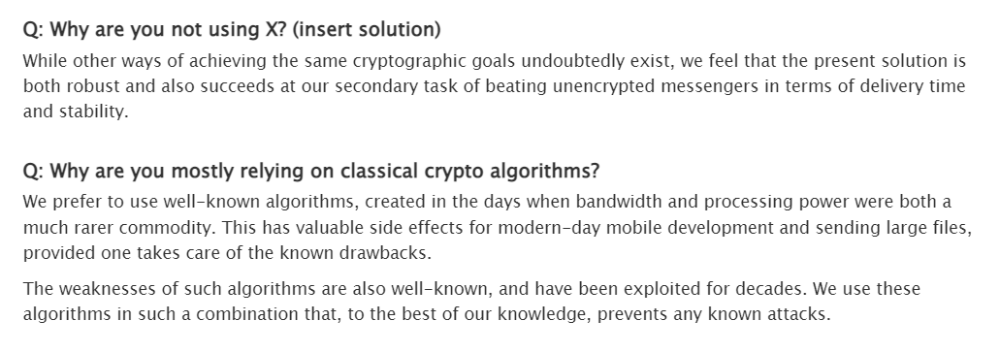 Q: Why are you not using X? (insert solution)
While other ways of achieving the same cryptographic goals undoubtedly exist, we feel that the present solution is
both robust and also succeeds at our secondary task of beating unencrypted messengers in terms of delivery time
and stability.
Q: Why are you mostly relying on classical crypto algorithms?
We prefer to use well-known algorithms, created in the days when bandwidth and processing power were both a
much rarer commodity. This has valuable side effects for modern-day mobile development and sending large files,
provided one takes care of the known drawbacks.
The weaknesses of such algorithms are also well-known, and have been exploited for decades. We use these
algorithms in such a combination that, to the best of our knowledge, prevents any known attacks.